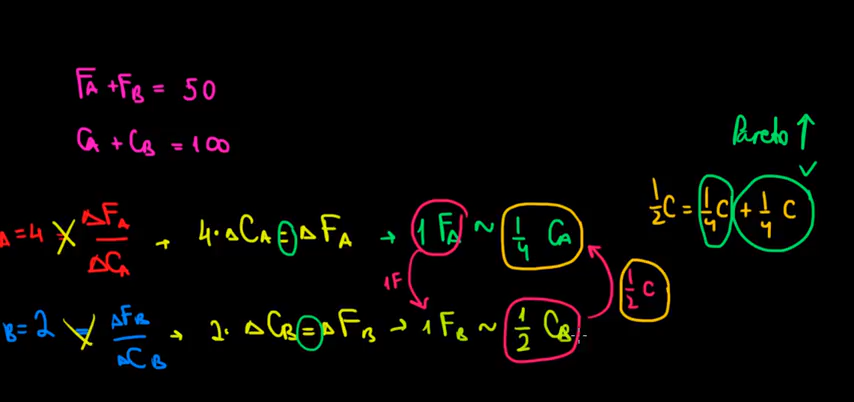 F_A + F_B = 50
C_A + C_B = 100
Pareto ↑
✓
A = 4 ΔF_A/ΔC_A → 4·ΔC_A = ΔF_A → 1 F_A ~ 1/4 C_A
1/2 C = 1/4 C + 1/4 C
1F
1/2 C
B = 2 ΔF_B/ΔC_B → 2·ΔC_B = ΔF_B → 1 F_B ~ 1/2 C_B